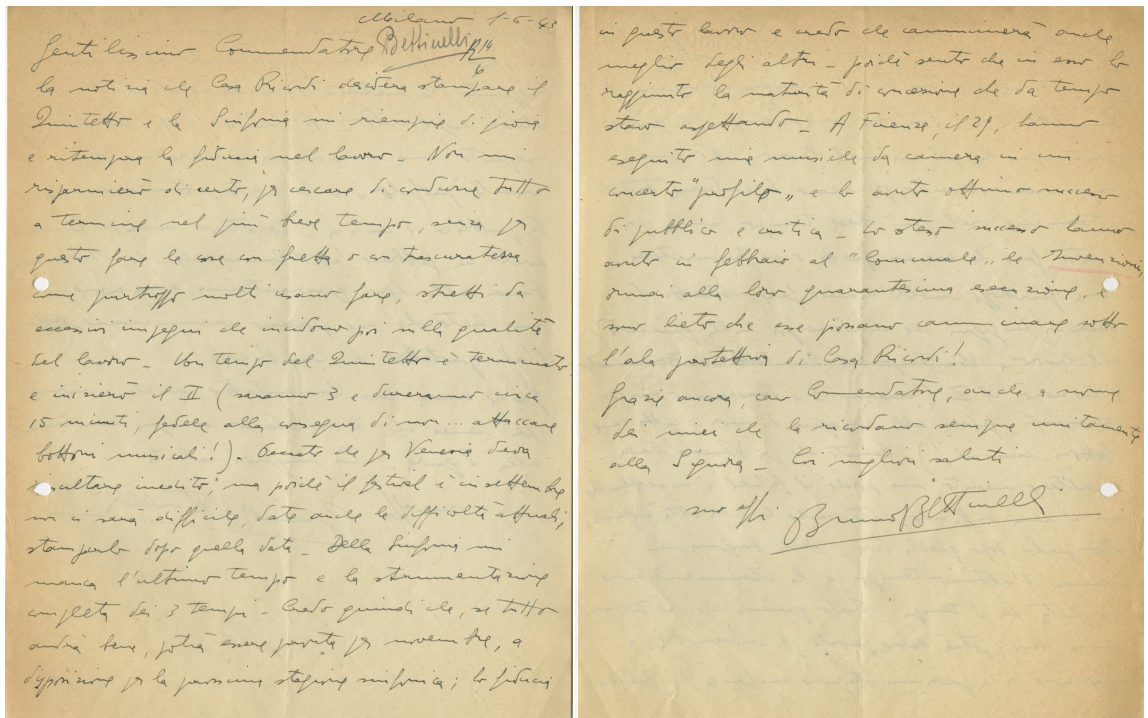 Milano 1-6-43
Gentilissimo Commendatore
Bettinelli
R 14
6
la notizia che Casa Ricordi desidera stampare il
Quintetto e la Sinfonia mi riempie di gioia
e ritempra la fiducia nel lavoro - Non mi
risparmierò di certo, per cercare di condurre tutto
a termine nel più breve tempo, senza per
questo fare le cose con fretta o con trascuratezza
come purtroppo molti usano fare, stretti da
eccessivi impegni che incidono poi sulla qualità
del lavoro - Un tempo del Quintetto è terminato
e inizierò il II (saranno 3 e dureranno circa
15 minuti, fedele alla consegna di non... attaccare
bottoni musicali!). Peccato che per Venezia debba
risultare inedito; ma poiché il festival è in settembre
non ci sarà difficile, date anche le difficoltà attuali,
stamparlo dopo quella data - Della Sinfonia mi
manca l'ultimo tempo e la strumentazione
completa dei 3 tempi - Credo quindi che, se tutto
andrà bene, potrà essere pronta per novembre, a
disposizione per la prossima stagione sinfonica; ho fiducia
in questo lavoro e credo che camminerà anche
meglio degli altri - poiché sento che in esso ho
raggiunto la maturità di concezione che da tempo
stavo aspettando - A Firenze, il 29, hanno
eseguito mie musiche da camera in un
concerto "profilo" e ho avuto ottimo successo
di pubblico e critica - Lo stesso successo hanno
avuto in febbraio al "Comunale" le Invenzioni,
ormai alla loro quarantesima esecuzione, e
sono lieto che esse possano camminare sotto
l'ala protettiva di Casa Ricordi!
Grazie ancora, caro Commendatore, anche a nome
dei miei che la ricordano sempre unitamente
alla Signora - Coi migliori saluti
suo aff.
Bruno Bettinelli